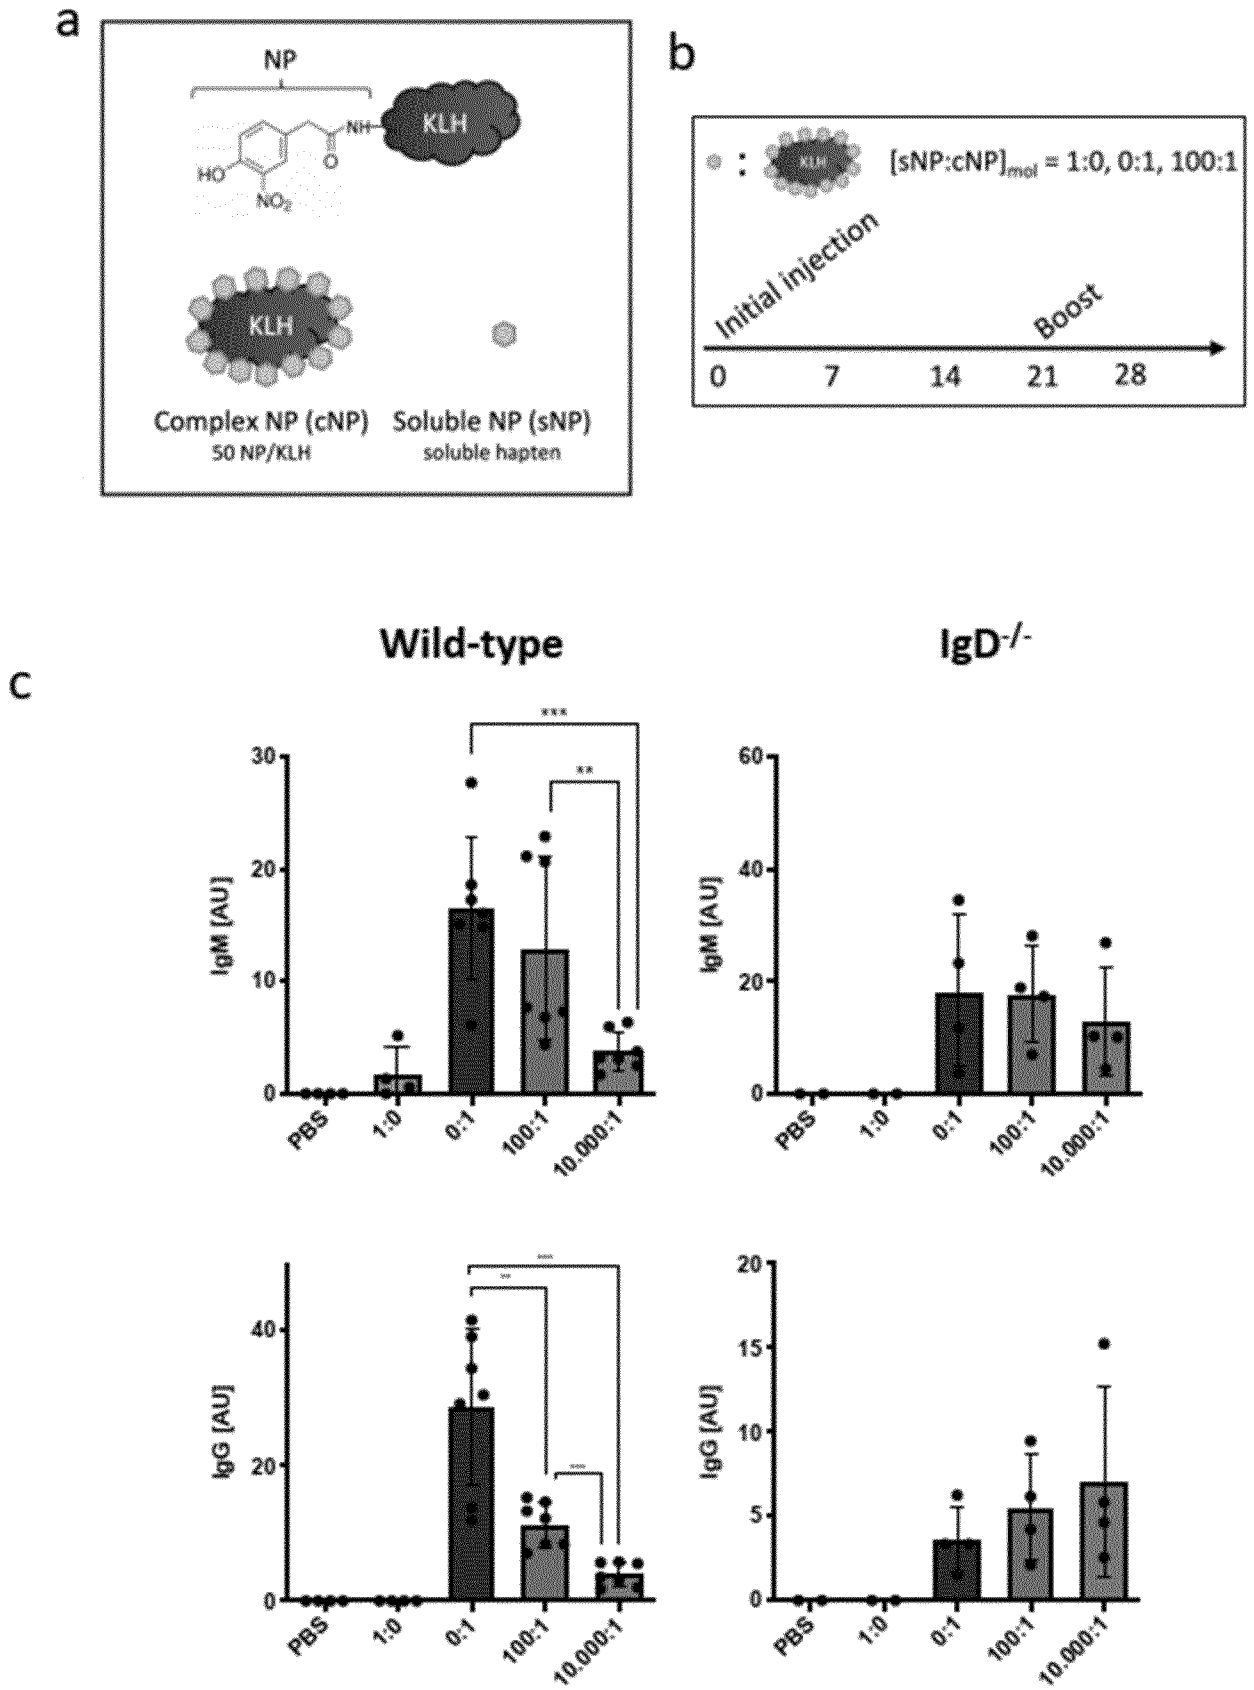 a
NP
NH
KLH
O
HO
NO₂
KLH
Complex NP (cNP) Soluble NP (sNP)
50 NP/KLH soluble hapten
b
: KLH [sNP:cNP]mol = 1:0, 0:1, 100:1
Initial injection
Boost
0 7 14 21 28
Wild-type IgD-/-
c
***
**
30
20
10
0
IgM [AU]
PBS 1:0 0:1 100:1 10.000:1
60
40
20
0
IgM [AU]
PBS 1:0 0:1 100:1 10.000:1
**
40
20
0
IgG [AU]
PBS 1:0 0:1 100:1 10.000:1
20
15
10
5
0
IgG [AU]
PBS 1:0 0:1 100:1 10.000:1